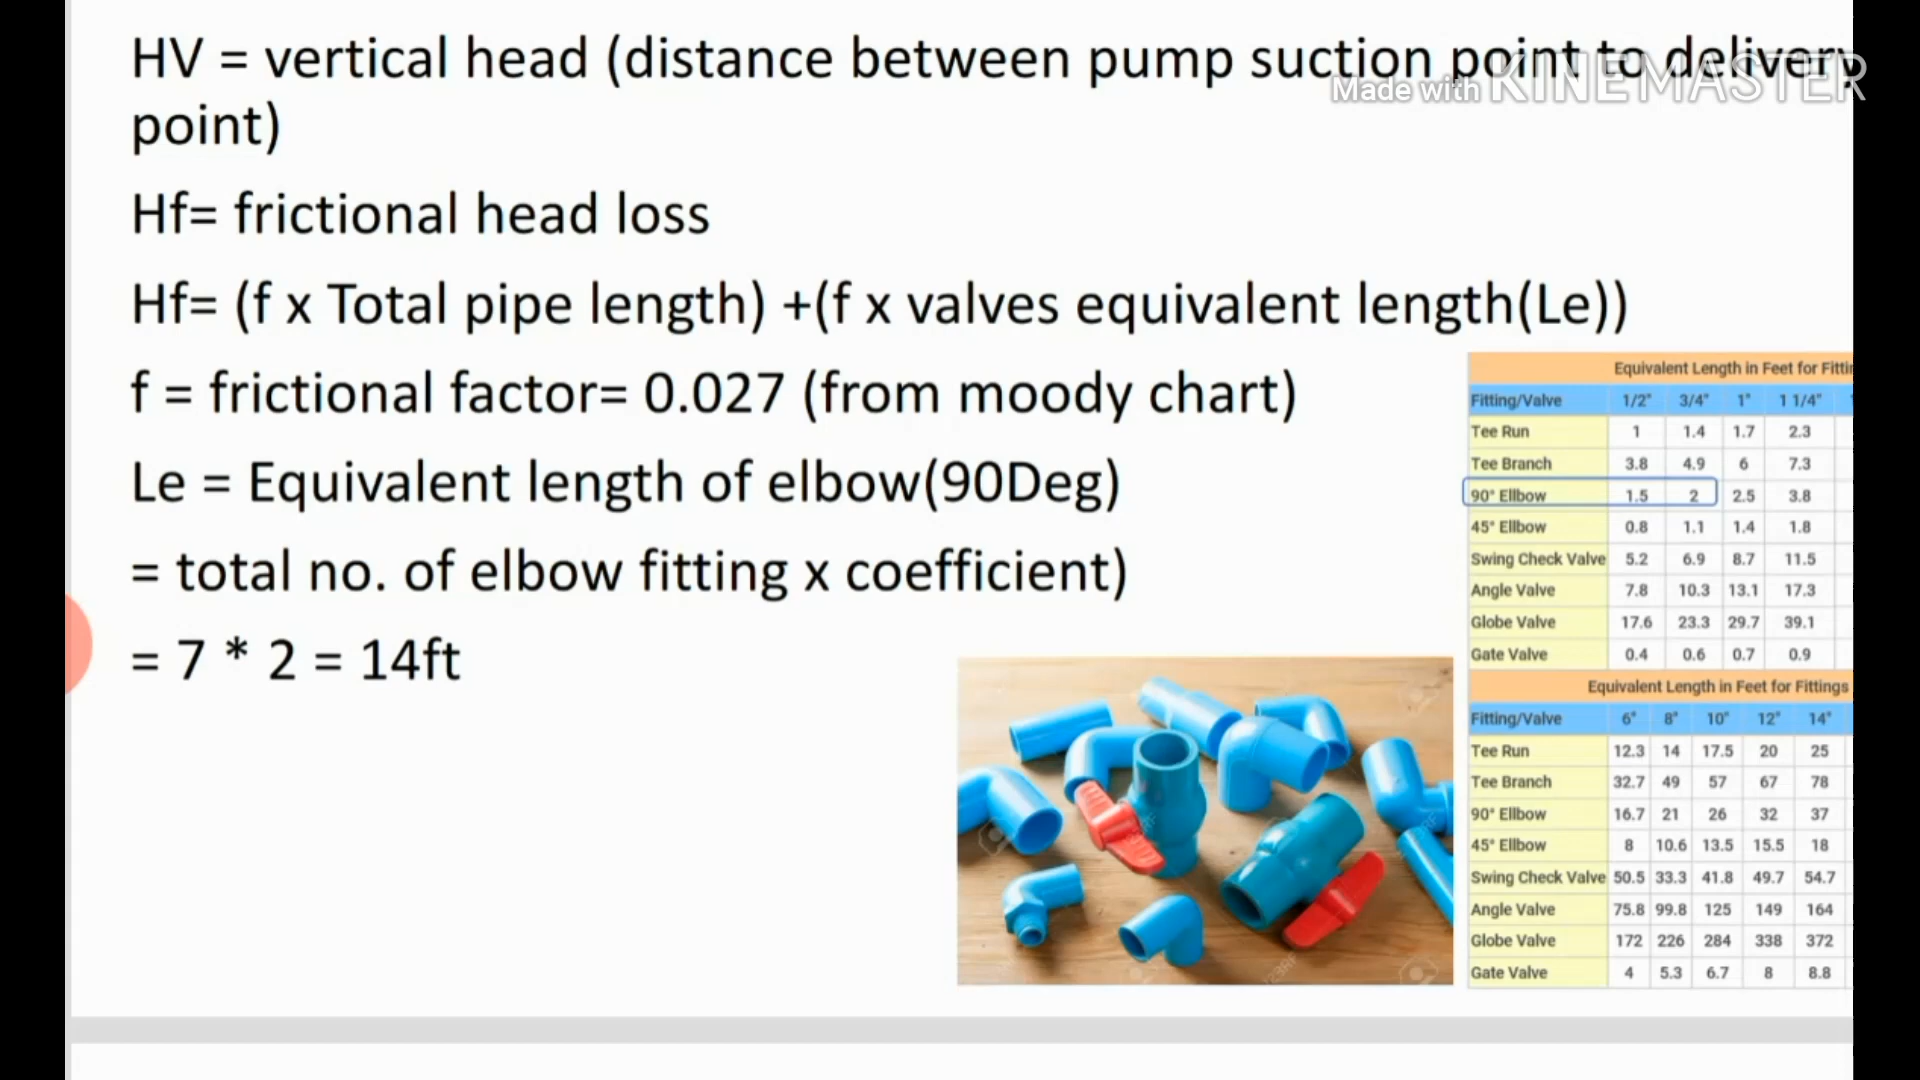 HV = vertical head (distance between pump suction point to delivery
point)
Made with KINEMASTER
Hf= frictional head loss
Hf= (f x Total pipe length) +(f x valves equivalent length(Le))
f = frictional factor= 0.027 (from moody chart)
Le = Equivalent length of elbow(90Deg)
= total no. of elbow fitting x coefficient)
= 7 * 2 = 14ft
Equivalent Length in Feet for
Fitting/Valve 1/2" 3/4" 1" 1 1/4"
Tee Run 1 1.4 1.7 2.3
Tee Branch 3.8 4.9 6 7.3
90° Ellbow 1.5 2 2.5 3.8
45° Ellbow 0.8 1.1 1.4 1.8
Swing Check Valve 5.2 6.9 8.7 11.5
Angle Valve 7.8 10.3 13.1 17.3
Globe Valve 17.6 23.3 29.7 39.1
Gate Valve 0.4 0.6 0.7 0.9
Equivalent Length in Feet for Fittings
Fitting/Valve 6" 8" 10" 12" 14"
Tee Run 12.3 14 17.5 20 25
Tee Branch 32.7 49 57 67 78
90° Ellbow 16.7 21 26 32 37
45° Ellbow 8 10.6 13.5 15.5 18
Swing Check Valve 50.5 33.3 41.8 49.7 54.7
Angle Valve 75.8 99.8 125 149 164
Globe Valve 172 226 284 338 372
Gate Valve 4 5.3 6.7 8 8.8